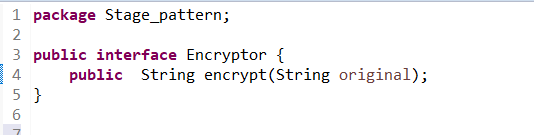 1 package Stage_pattern;
2
3 public interface Encryptor {
4     public  String encrypt(String original);
5 }
6
7